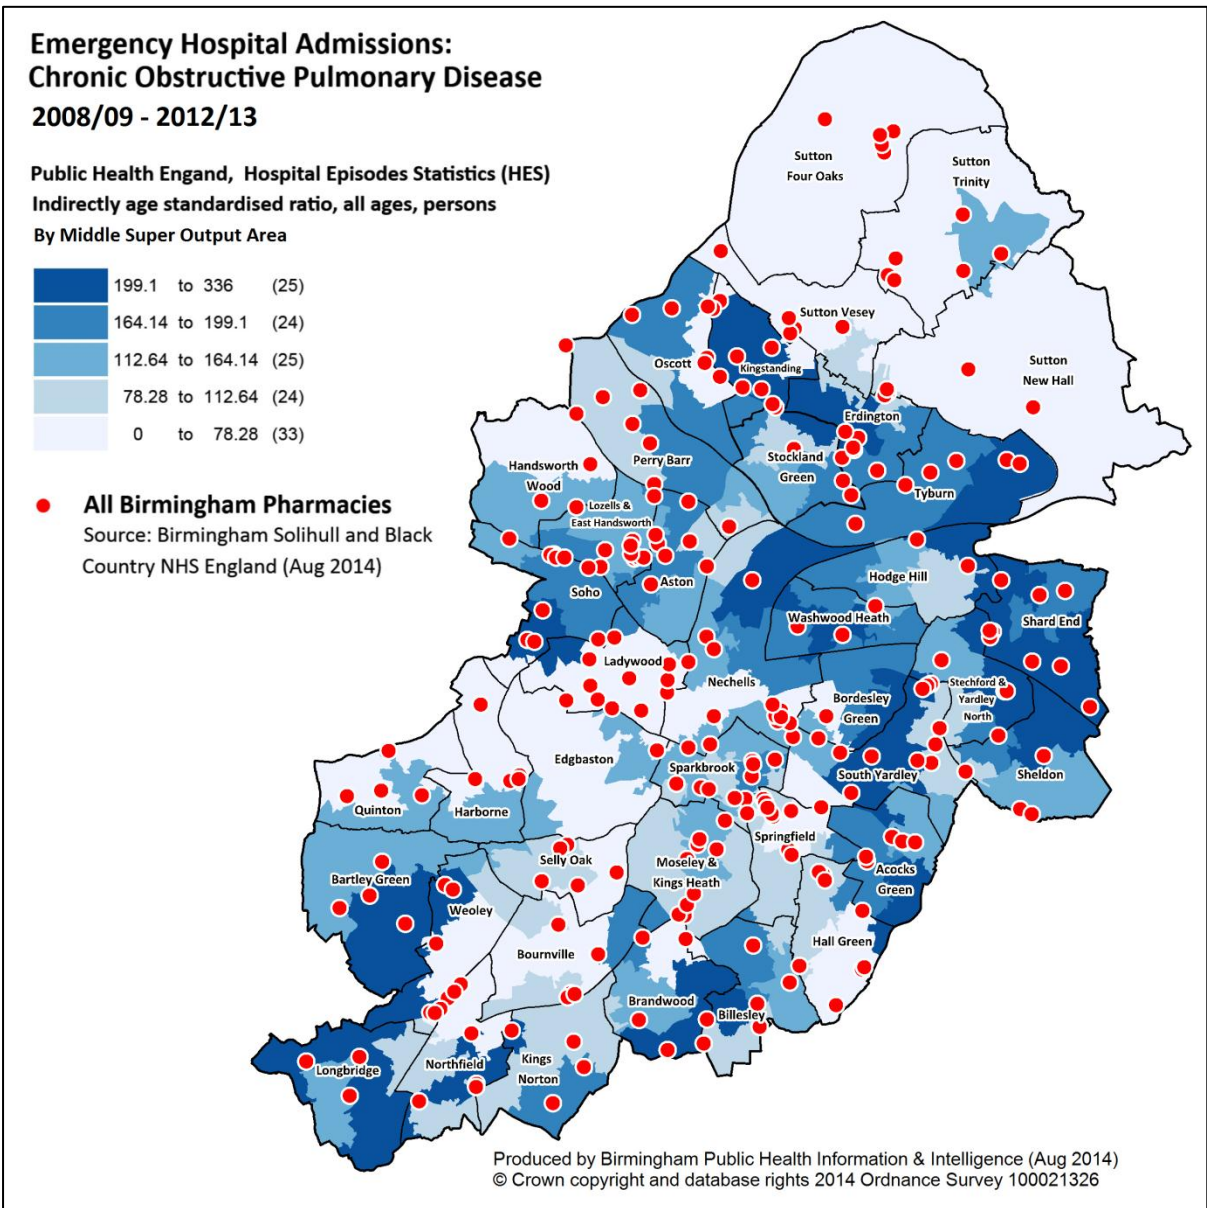 Emergency Hospital Admissions:
Chronic Obstructive Pulmonary Disease
2008/09 - 2012/13
Public Health Engand, Hospital Episodes Statistics (HES)
Indirectly age standardised ratio, all ages, persons
By Middle Super Output Area
199.1 to 336 (25)
164.14 to 199.1 (24)
112.64 to 164.14 (25)
78.28 to 112.64 (24)
0 to 78.28 (33)
All Birmingham Pharmacies
Source: Birmingham Solihull and Black
Country NHS England (Aug 2014)
Sutton
Four Oaks
Sutton
Trinity
Sutton Vesey
Sutton
New Hall
Oscott
Kingstanding
Erdington
Perry Barr
Stockland
Green
Handsworth
Wood
Tyburn
Lozells &
East Handsworth
Soho
Aston
Hodge Hill
Washwood Heath
Shard End
Ladywood
Nechells
Bordesley
Green
Stechford &
Yardley
North
Edgbaston
Sparkbrook
South Yardley
Sheldon
Quinton
Harborne
Springfield
Selly Oak
Moseley &
Kings Heath
Acocks
Green
Bartley Green
Weoley
Bournville
Hall Green
Brandwood
Billesley
Longbridge
Northfield
Kings
Norton
Produced by Birmingham Public Health Information & Intelligence (Aug 2014)
© Crown copyright and database rights 2014 Ordnance Survey 100021326